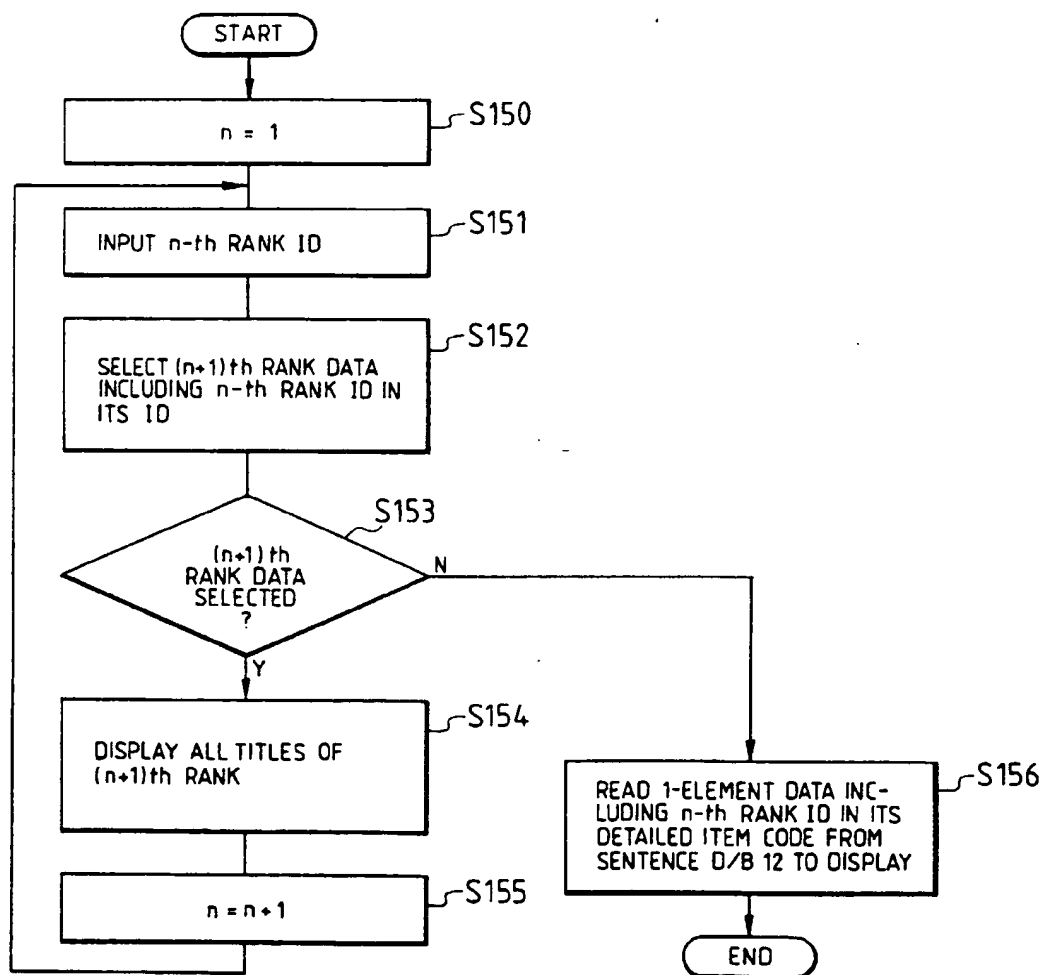 START
n = 1
S150
INPUT n-th RANK ID
S151
SELECT (n+1)th RANK DATA
INCLUDING n-th RANK ID IN
ITS ID
S152
(n+1)th
RANK DATA
SELECTED
?
S153
N
Y
DISPLAY ALL TITLES OF
(n+1)th RANK
S154
n = n+1
S155
READ 1-ELEMENT DATA INC-
LUDING n-th RANK ID IN ITS
DETAILED ITEM CODE FROM
SENTENCE D/B 12 TO DISPLAY
S156
END